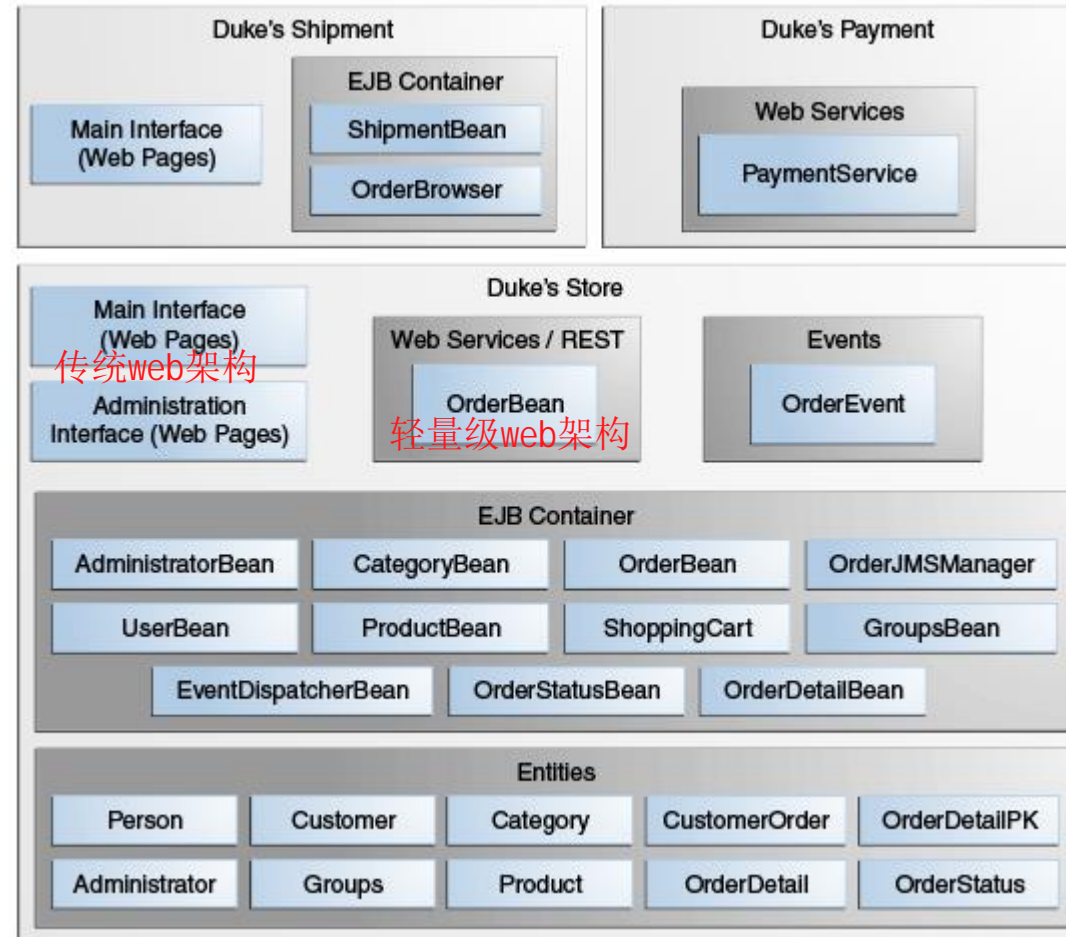 Duke's Shipment
EJB Container
Main Interface
(Web Pages)
ShipmentBean
OrderBrowser
Duke's Payment
Web Services
PaymentService
Duke's Store
Main Interface
(Web Pages)
传统web架构
Administration
Interface (Web Pages)
Web Services / REST
OrderBean
轻量级web架构
Events
OrderEvent
EJB Container
AdministratorBean
CategoryBean
OrderBean
OrderJMSManager
UserBean
ProductBean
ShoppingCart
GroupsBean
EventDispatcherBean
OrderStatusBean
OrderDetailBean
Entities
Person
Customer
Category
CustomerOrder
OrderDetailPK
Administrator
Groups
Product
OrderDetail
OrderStatus